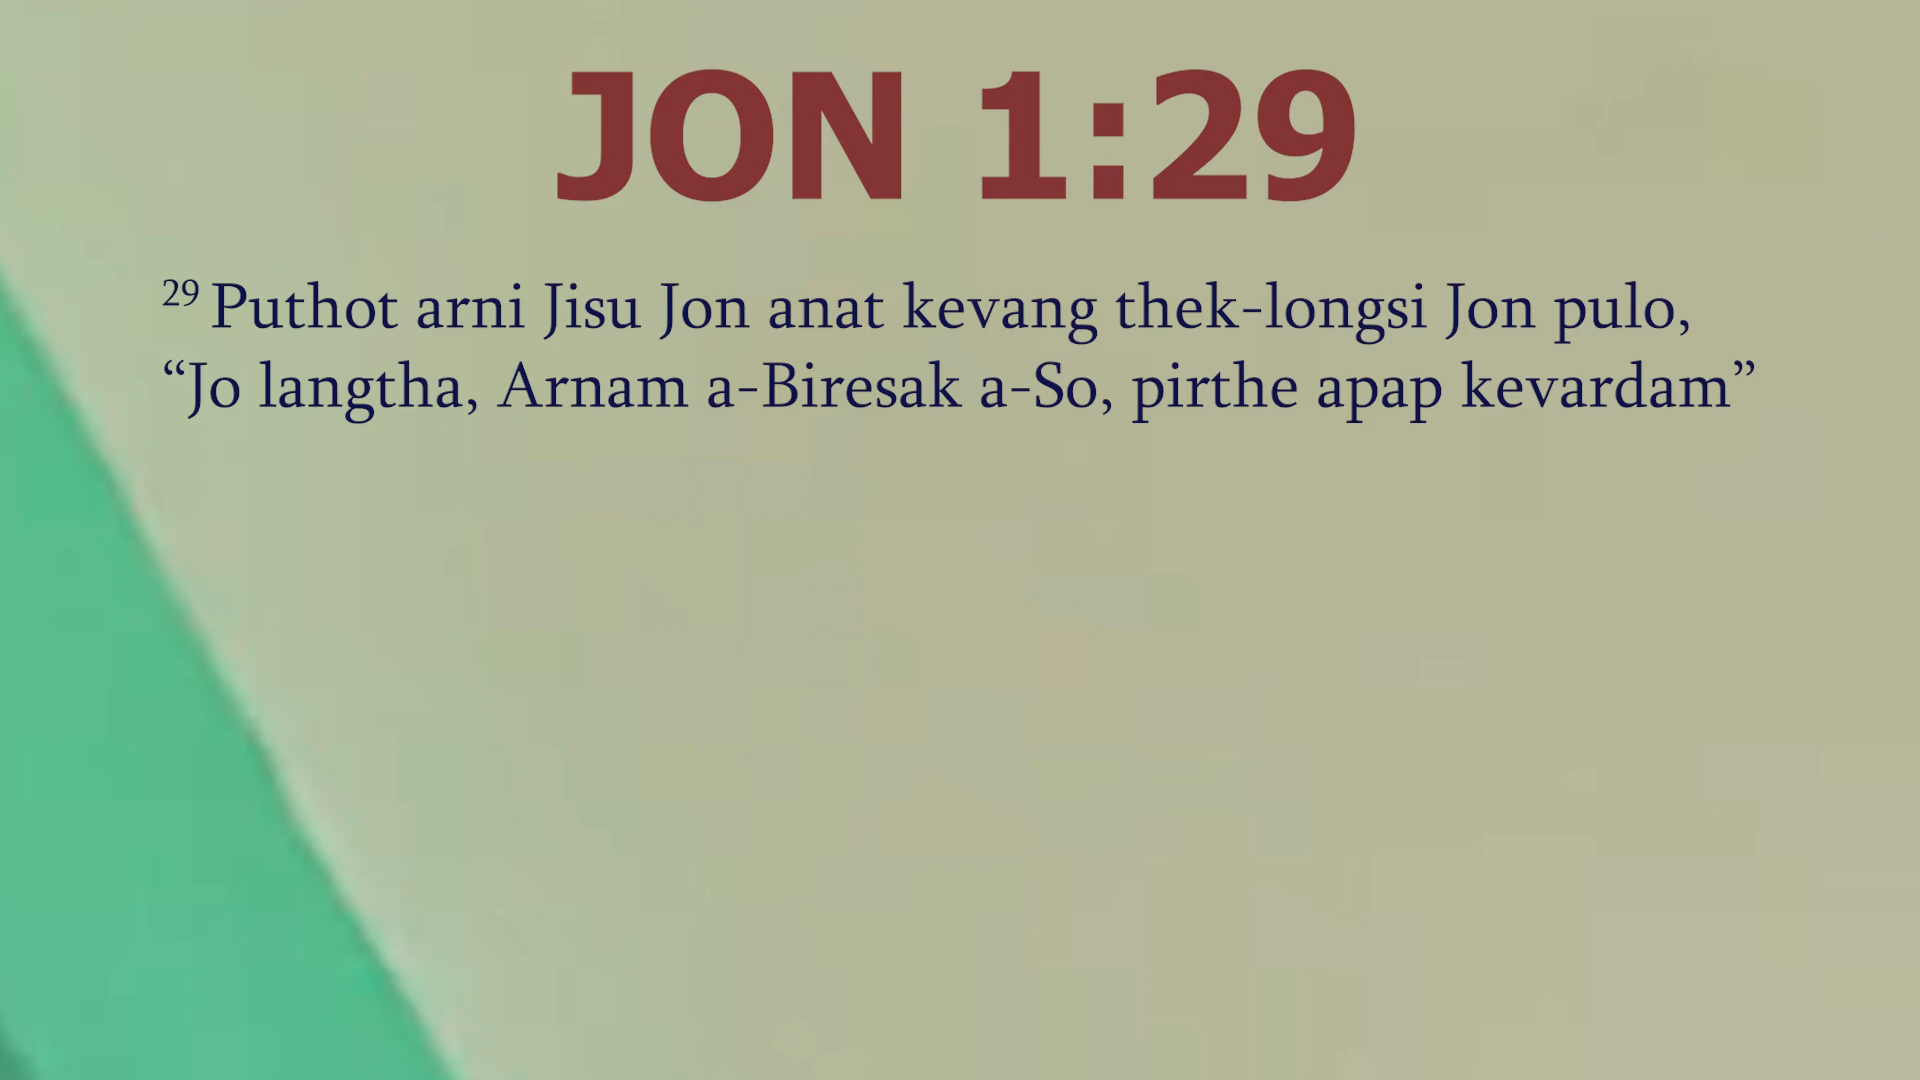 JON 1:29
29 Puthot arni Jisu Jon anat kevang thek-longsi Jon pulo,
“Jo langtha, Arnam a-Biresak a-So, pirthe apap kevardam”